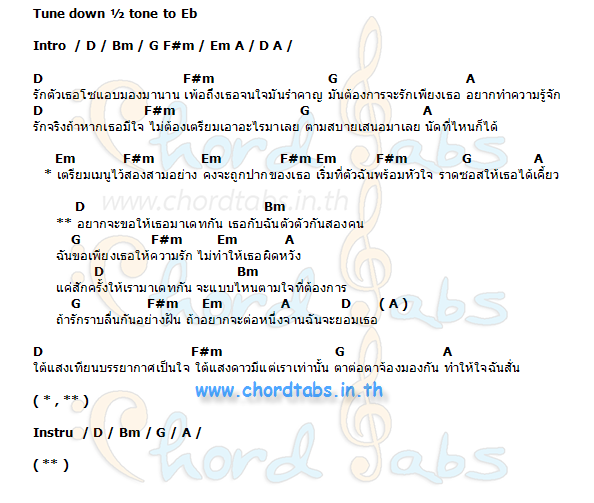 Tune down ½ tone to Eb
Intro / D / Bm / G F#m / Em A / D A /
D F#m G A
รักตัวเธอโซแอบมองมานาน เพ้อถึงเธอจนใจมันรำคาญ มันต้องการจะรักเพียงเธอ อยากทำความรู้จัก
D F#m G A
รักจริงถ้าหากเธอมีใจ ไม่ต้องเตรียมเอาอะไรมาเลย ตามสบายเสนอมาเลย นัดที่ไหนก็ได้
Em F#m Em F#m Em F#m G A
* เตรียมเมนูไว้สองสามอย่าง คงจะถูกปากของเธอ เริ่มที่ตัวฉันพร้อมหัวใจ ราดซอสให้เธอได้เคี้ยว
www.chordtabs.in.th
D Bm
** อยากจะขอให้เธอมาเดทกัน เธอกับฉันตัวตัวกันสองคน
G F#m Em A
ฉันขอเพียงเธอให้ความรัก ไม่ทำให้เธอผิดหวัง
D Bm
แค่สักครั้งให้เรามาเดทกัน จะแบบไหนตามใจที่ต้องการ
G F#m Em A D ( A )
ถ้ารักราบลื่นกันอย่างฝัน ถ้าอยากจะต่อหนึ่งจานฉันจะยอมเธอ
D F#m G A
ใต้แสงเทียนบรรยากาศเป็นใจ ใต้แสงดาวมีแต่เราเท่านั้น ตาต่อตาจ้องมองกัน ทำให้ใจฉันสั่น
www.chordtabs.in.th
( * , ** )
Instru / D / Bm / G / A /
( ** )